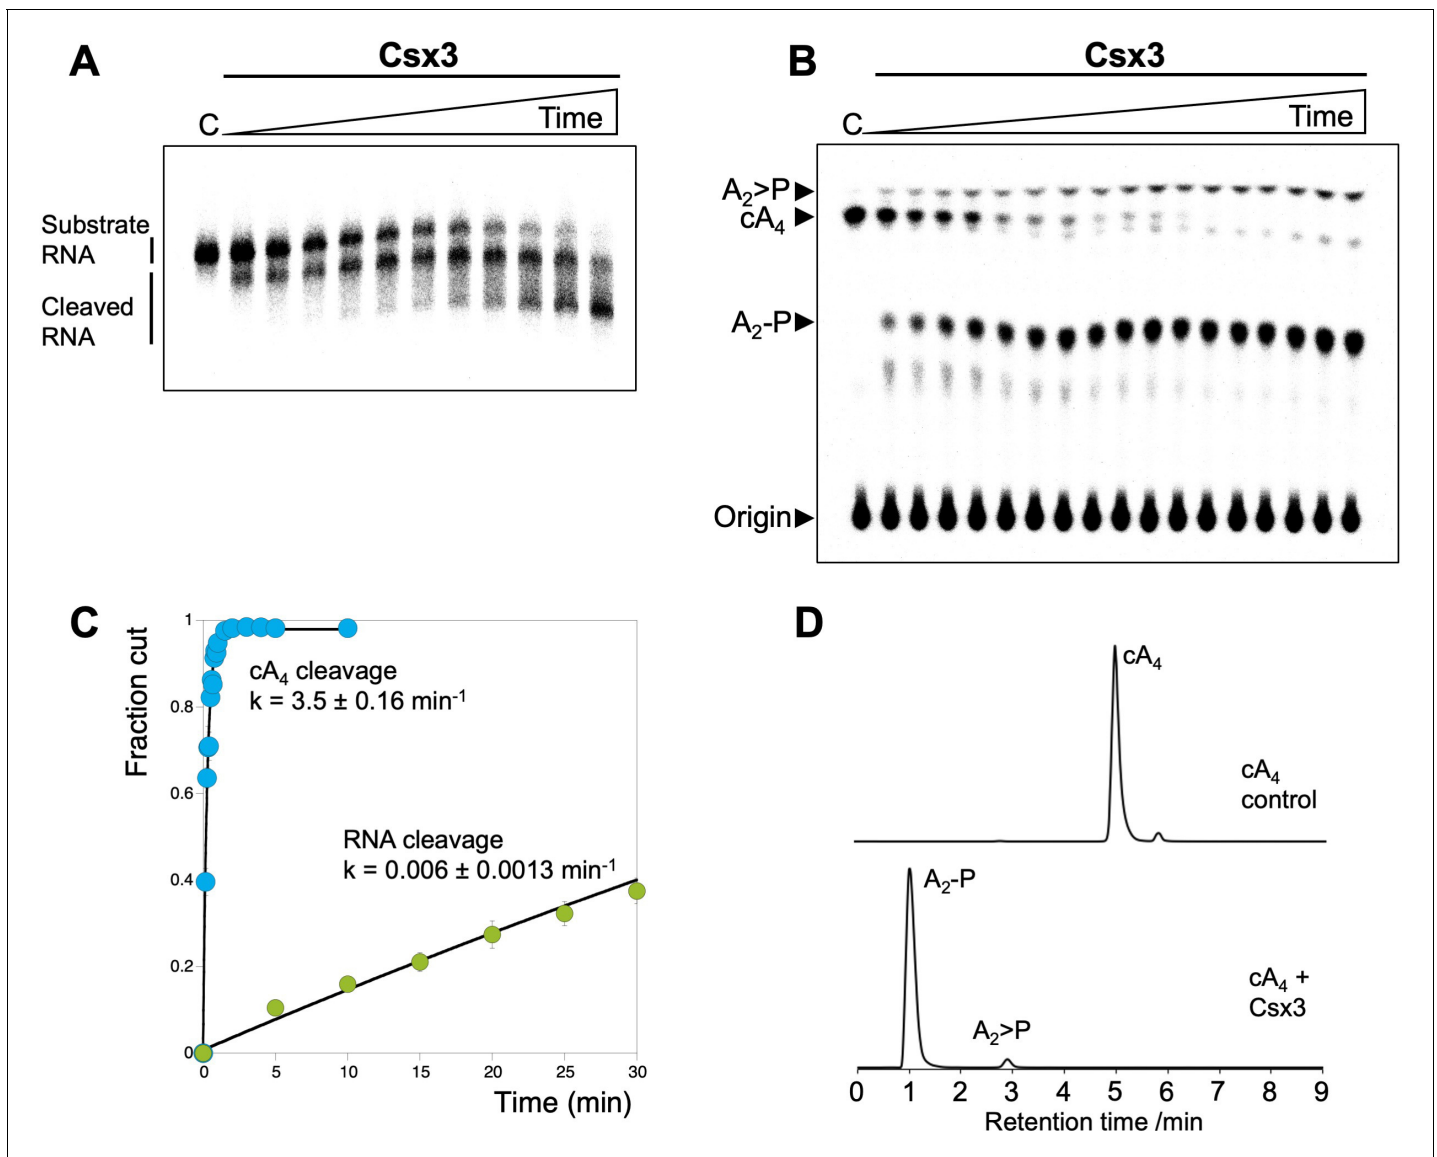 A
Csx3
C
Time
Substrate
RNA
Cleaved
RNA
B
Csx3
C
Time
A₂>P
cA₄
A₂-P
Origin
C
Fraction cut
1
0.8
0.6
0.4
0.2
0
cA₄ cleavage
k = 3.5 ± 0.16 min⁻¹
RNA cleavage
k = 0.006 ± 0.0013 min⁻¹
0 5 10 15 20 25 30
Time (min)
D
cA₄
cA₄
control
A₂-P
A₂>P
cA₄ +
Csx3
0 1 2 3 4 5 6 7 8 9
Retention time /min